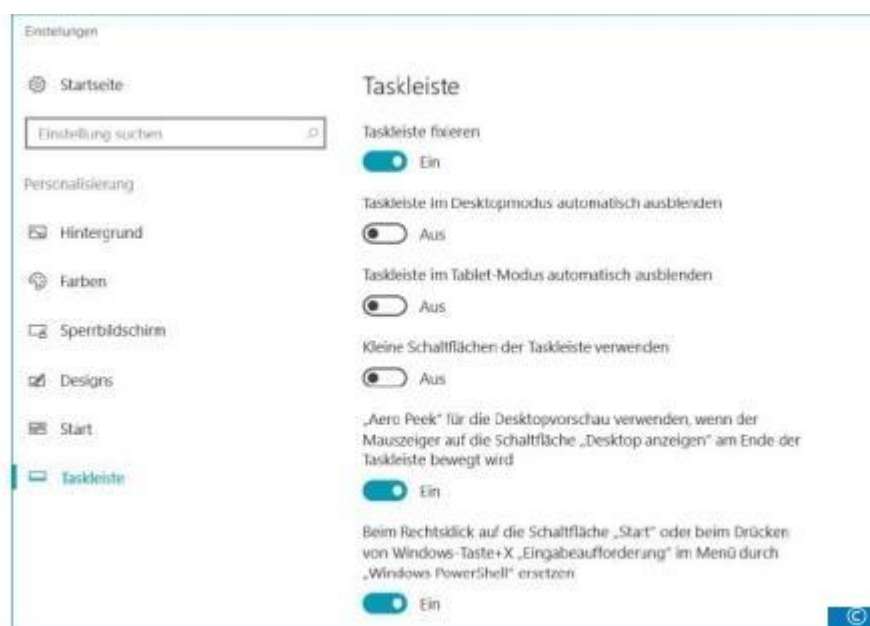 Einstellungen
Startseite
Einstellung suchen
Personalisierung
Hintergrund
Farben
Sperrbildschirm
Designs
Start
Taskleiste
Taskleiste
Taskleiste fixieren
Ein
Taskleiste im Desktopmodus automatisch ausblenden
Aus
Taskleiste im Tablet-Modus automatisch ausblenden
Aus
Kleine Schaltflächen der Taskleiste verwenden
Aus
„Aero Peek“ für die Desktopvorschau verwenden, wenn der
Mauszeiger auf die Schaltfläche „Desktop anzeigen“ am Ende der
Taskleiste bewegt wird
Ein
Beim Rechtsklick auf die Schaltfläche „Start“ oder beim Drücken
von Windows-Taste+X „Eingabeaufforderung“ im Menü durch
„Windows PowerShell“ ersetzen
Ein
©